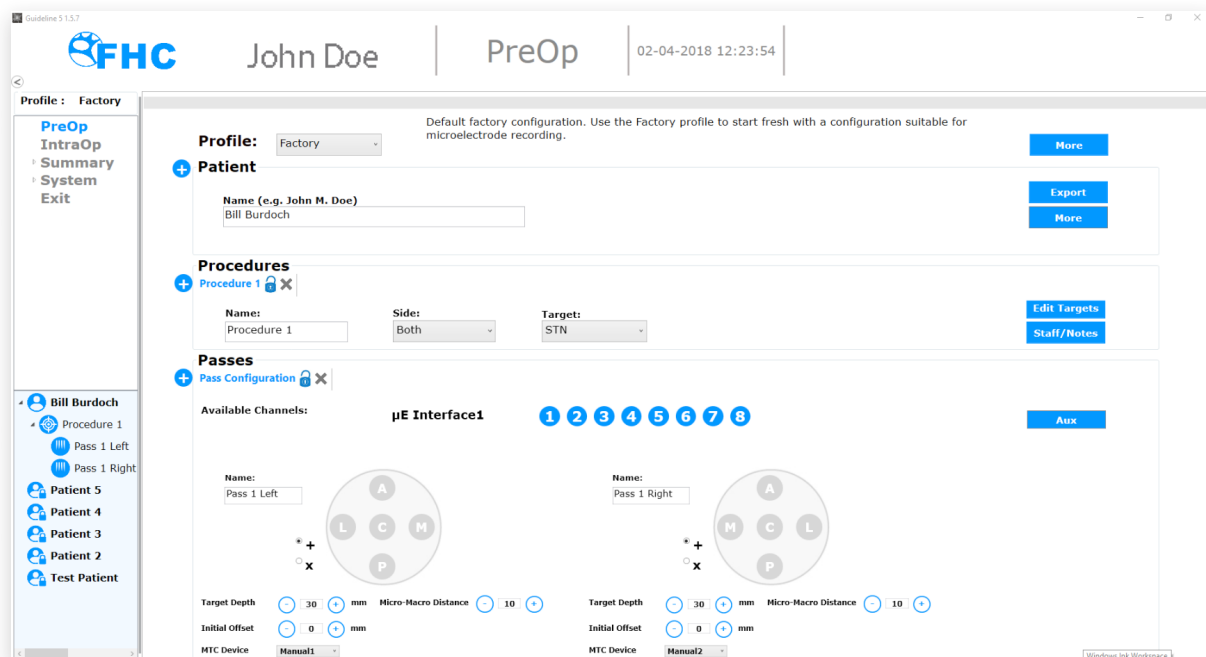 Guideline 5 1.5.7
FHC
John Doe
PreOp
02-04-2018 12:23:54
<
Profile : Factory
PreOp
IntraOp
Summary
System
Exit
Bill Burdoch
Procedure 1
Pass 1 Left
Pass 1 Right
Patient 5
Patient 4
Patient 3
Patient 2
Test Patient
Profile:
Factory
Default factory configuration. Use the Factory profile to start fresh with a configuration suitable for
microelectrode recording.
More
Patient
Name (e.g. John M. Doe)
Bill Burdoch
Export
More
Procedures
Procedure 1
Name:
Side:
Target:
Procedure 1
Both
STN
Edit Targets
Staff/Notes
Passes
Pass Configuration
Available Channels:
µE Interface1
1 2 3 4 5 6 7 8
Aux
Name:
Pass 1 Left
A
L C M
P
+
x
Target Depth - 30 + mm Micro-Macro Distance - 10 +
Initial Offset - 0 + mm
MTC Device Manual1
Name:
Pass 1 Right
A
M C L
P
+
x
Target Depth - 30 + mm Micro-Macro Distance - 10 +
Initial Offset - 0 + mm
MTC Device Manual2
Windows Ink Workspace